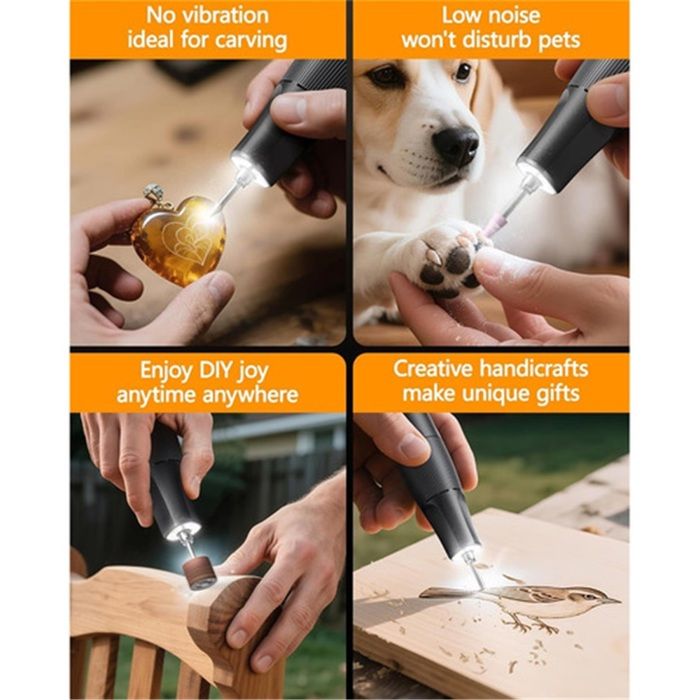 No vibration
ideal for carving
Low noise
won't disturb pets
Enjoy DIY joy
anytime anywhere
Creative handicrafts
make unique gifts